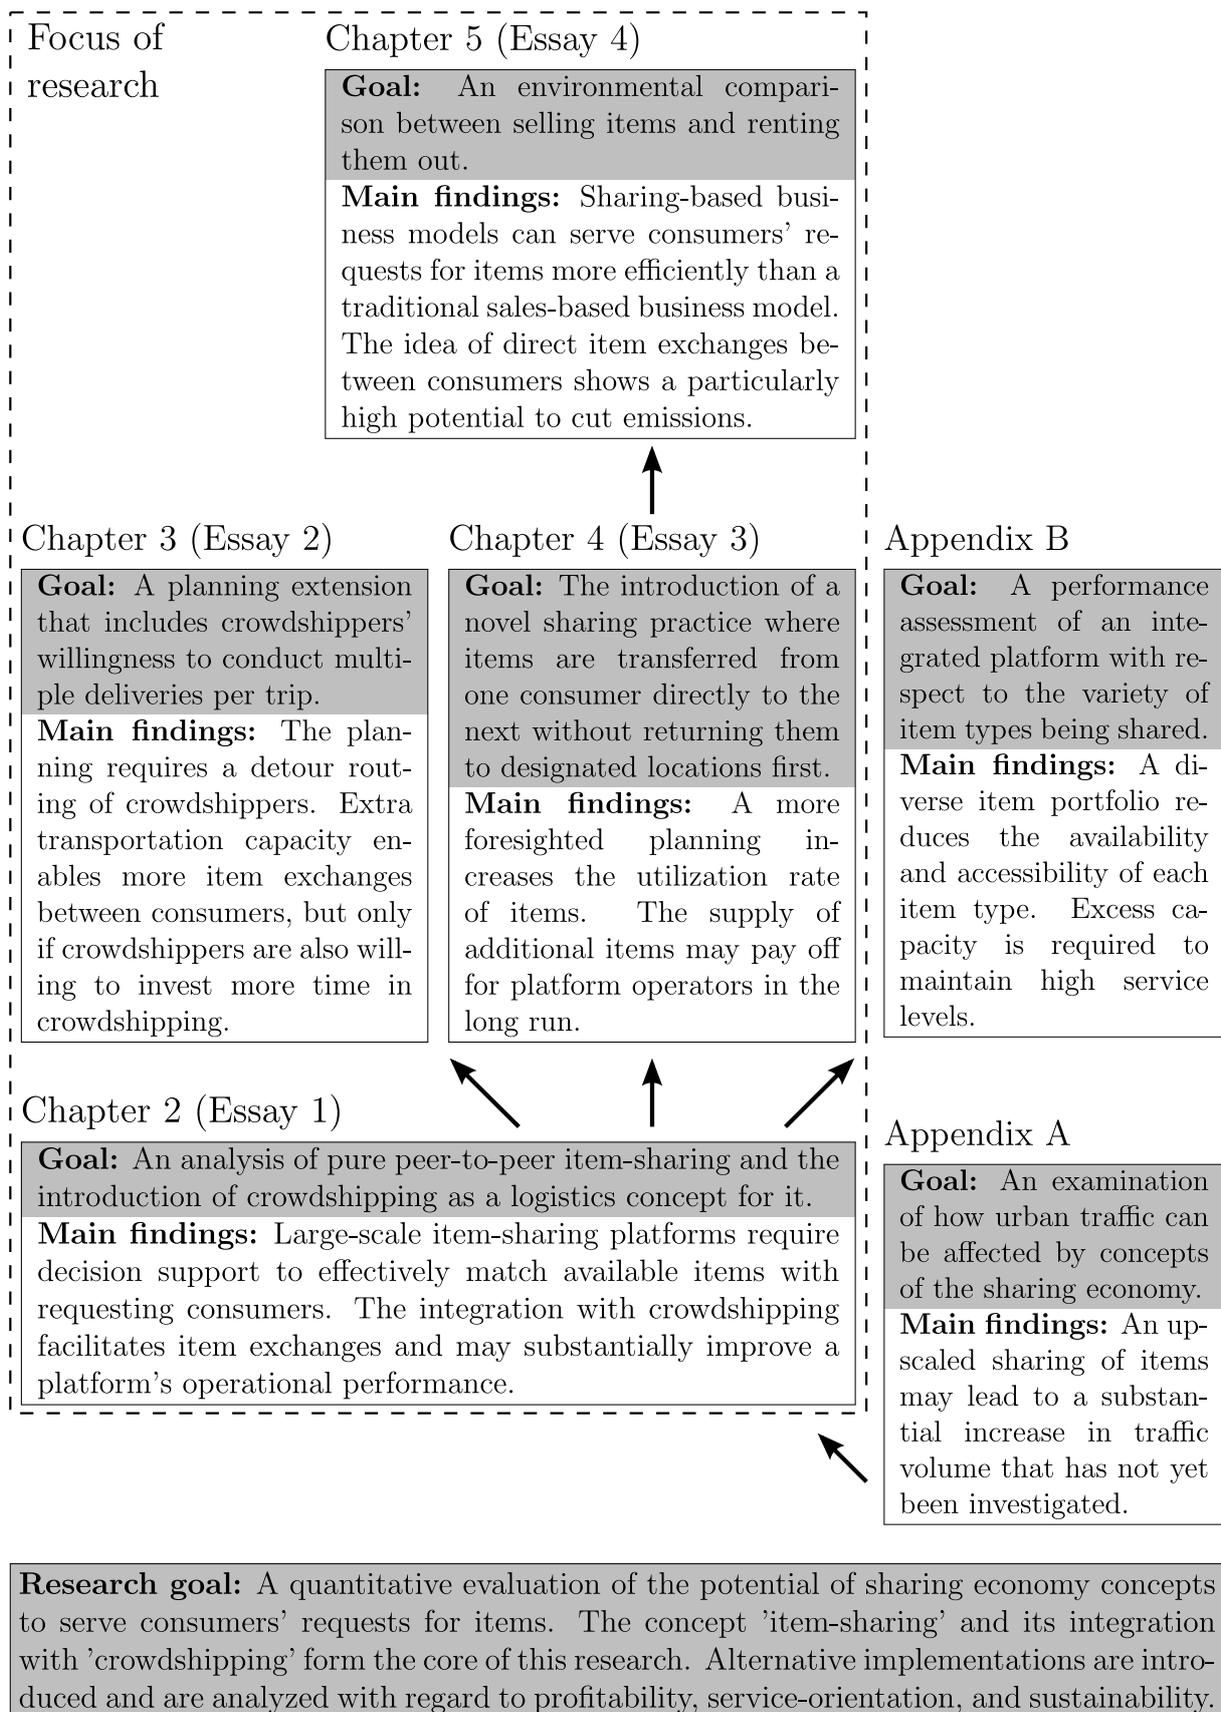 Focus of
research
Chapter 5 (Essay 4)
Goal: An environmental compari-
son between selling items and renting
them out.
Main findings: Sharing-based busi-
ness models can serve consumers' re-
quests for items more efficiently than a
traditional sales-based business model.
The idea of direct item exchanges be-
tween consumers shows a particularly
high potential to cut emissions.
Chapter 3 (Essay 2)
Goal: A planning extension
that includes crowdshippers'
willingness to conduct multi-
ple deliveries per trip.
Main findings: The plan-
ning requires a detour rout-
ing of crowdshippers. Extra
transportation capacity en-
ables more item exchanges
between consumers, but only
if crowdshippers are also will-
ing to invest more time in
crowdshipping.
Chapter 4 (Essay 3)
Goal: The introduction of a
novel sharing practice where
items are transferred from
one consumer directly to the
next without returning them
to designated locations first.
Main findings: A more
foresighted planning in-
creases the utilization rate
of items. The supply of
additional items may pay off
for platform operators in the
long run.
Appendix B
Goal: A performance
assessment of an inte-
grated platform with re-
spect to the variety of
item types being shared.
Main findings: A di-
verse item portfolio re-
duces the availability
and accessibility of each
item type. Excess ca-
pacity is required to
maintain high service
levels.
Chapter 2 (Essay 1)
Goal: An analysis of pure peer-to-peer item-sharing and the
introduction of crowdshipping as a logistics concept for it.
Main findings: Large-scale item-sharing platforms require
decision support to effectively match available items with
requesting consumers. The integration with crowdshipping
facilitates item exchanges and may substantially improve a
platform's operational performance.
Appendix A
Goal: An examination
of how urban traffic can
be affected by concepts
of the sharing economy.
Main findings: An up-
scaled sharing of items
may lead to a substan-
tial increase in traffic
volume that has not yet
been investigated.
Research goal: A quantitative evaluation of the potential of sharing economy concepts
to serve consumers' requests for items. The concept 'item-sharing' and its integration
with 'crowdshipping' form the core of this research. Alternative implementations are intro-
duced and are analyzed with regard to profitability, service-orientation, and sustainability.